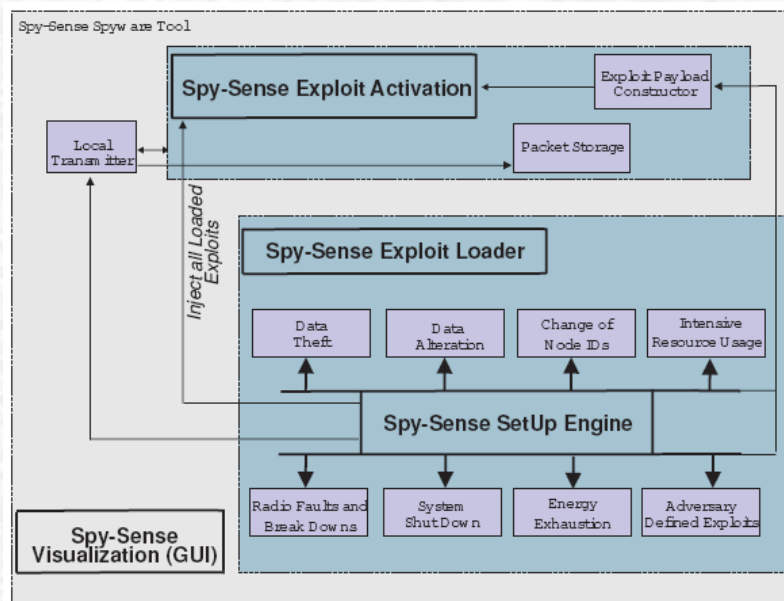 Spy-Sense Spyware Tool
Spy-Sense Exploit Activation
Exploit Payload
Constructor
Local
Transmitter
Packet Storage
Inject all Loaded
Exploits
Spy-Sense Exploit Loader
Data
Theft
Data
Alteration
Change of
Node IDs
Intensive
Resource Usage
Spy-Sense SetUp Engine
Radio Faults and
Break Downs
System
Shut Down
Energy
Exhaustion
Adversary
Defined Exploits
Spy-Sense
Visualization (GUI)